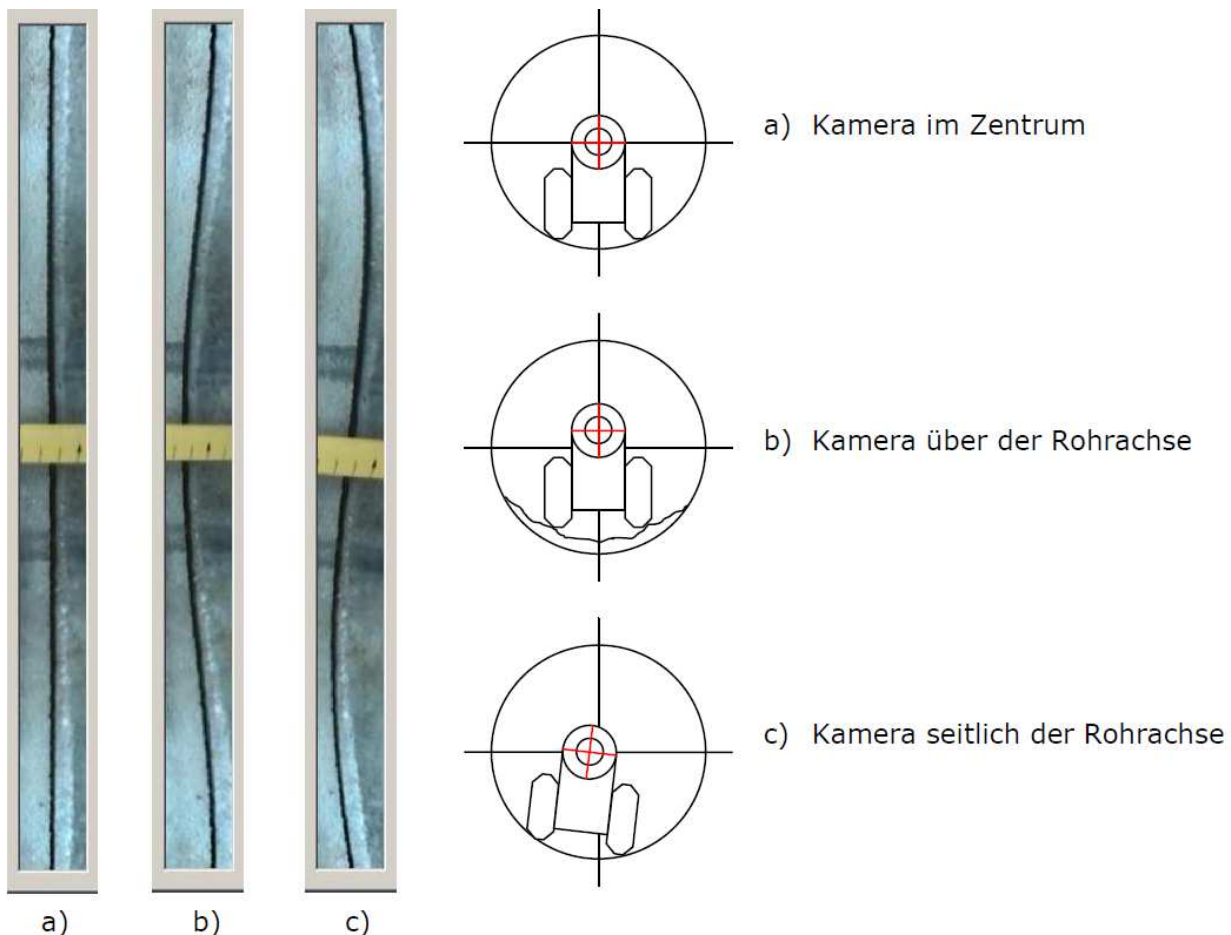 a) Kamera im Zentrum
b) Kamera über der Rohrachse
c) Kamera seitlich der Rohrachse
a)
b)
c)